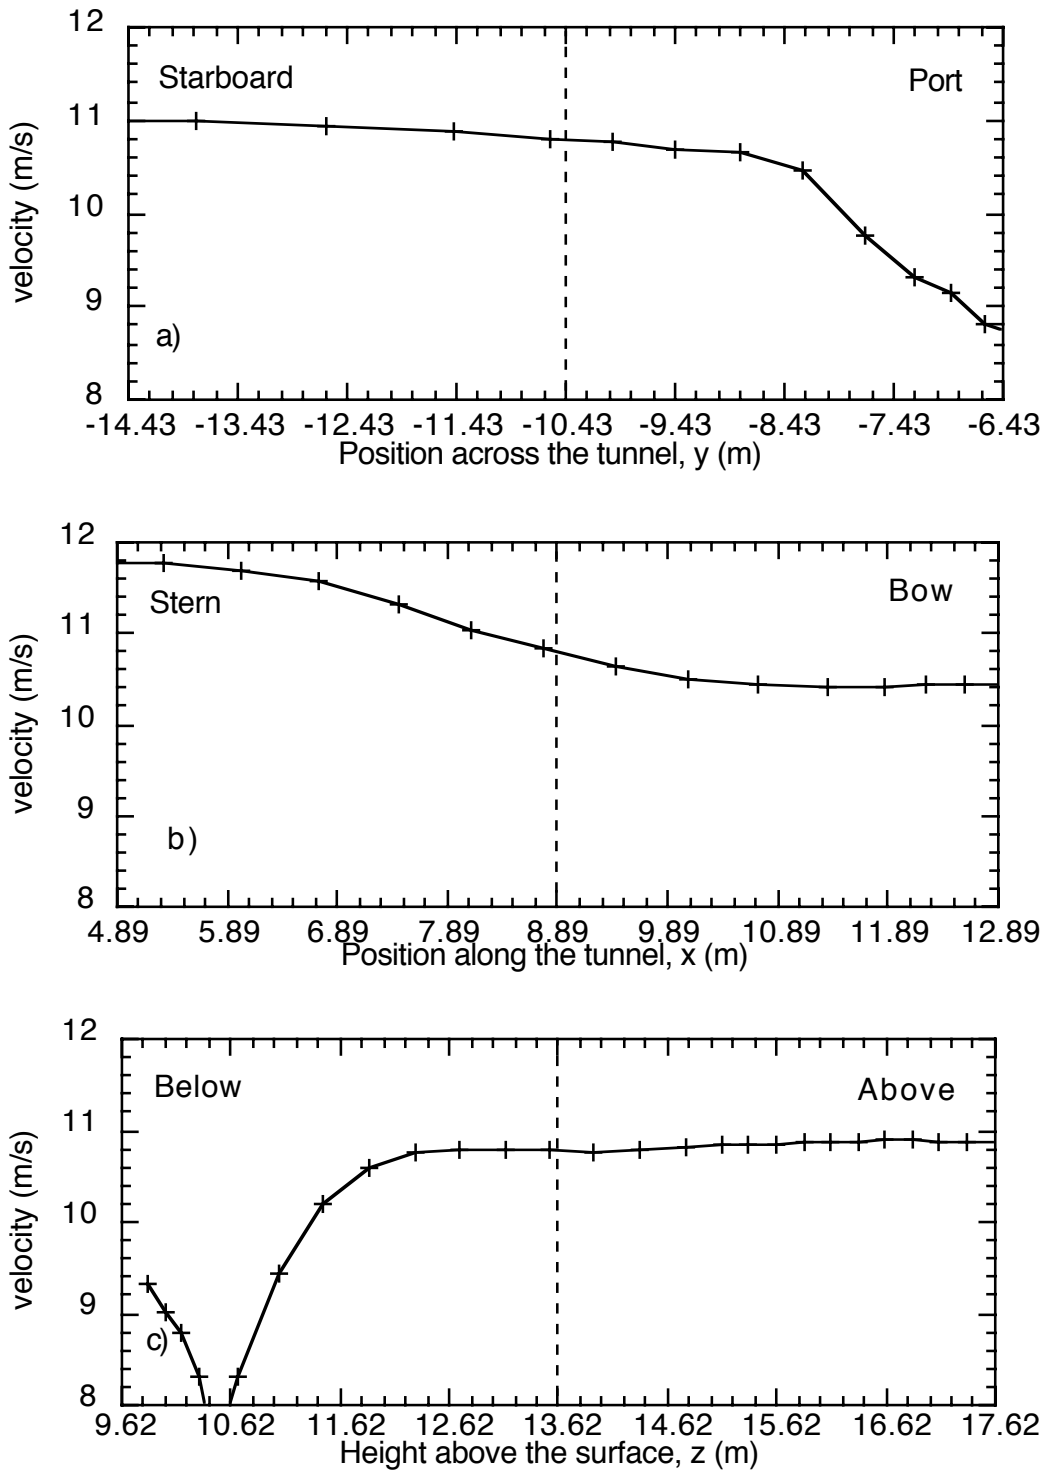 12
Starboard
Port
11
velocity (m/s)
10
9
a)
8
-14.43 -13.43 -12.43 -11.43 -10.43 -9.43 -8.43 -7.43 -6.43
Position across the tunnel, y (m)
12
Bow
Stern
11
velocity (m/s)
10
9
b)
8
4.89 5.89 6.89 7.89 8.89 9.89 10.89 11.89 12.89
Position along the tunnel, x (m)
12
Below
Above
11
velocity (m/s)
10
9
c)
8
9.62 10.62 11.62 12.62 13.62 14.62 15.62 16.62 17.62
Height above the surface, z (m)